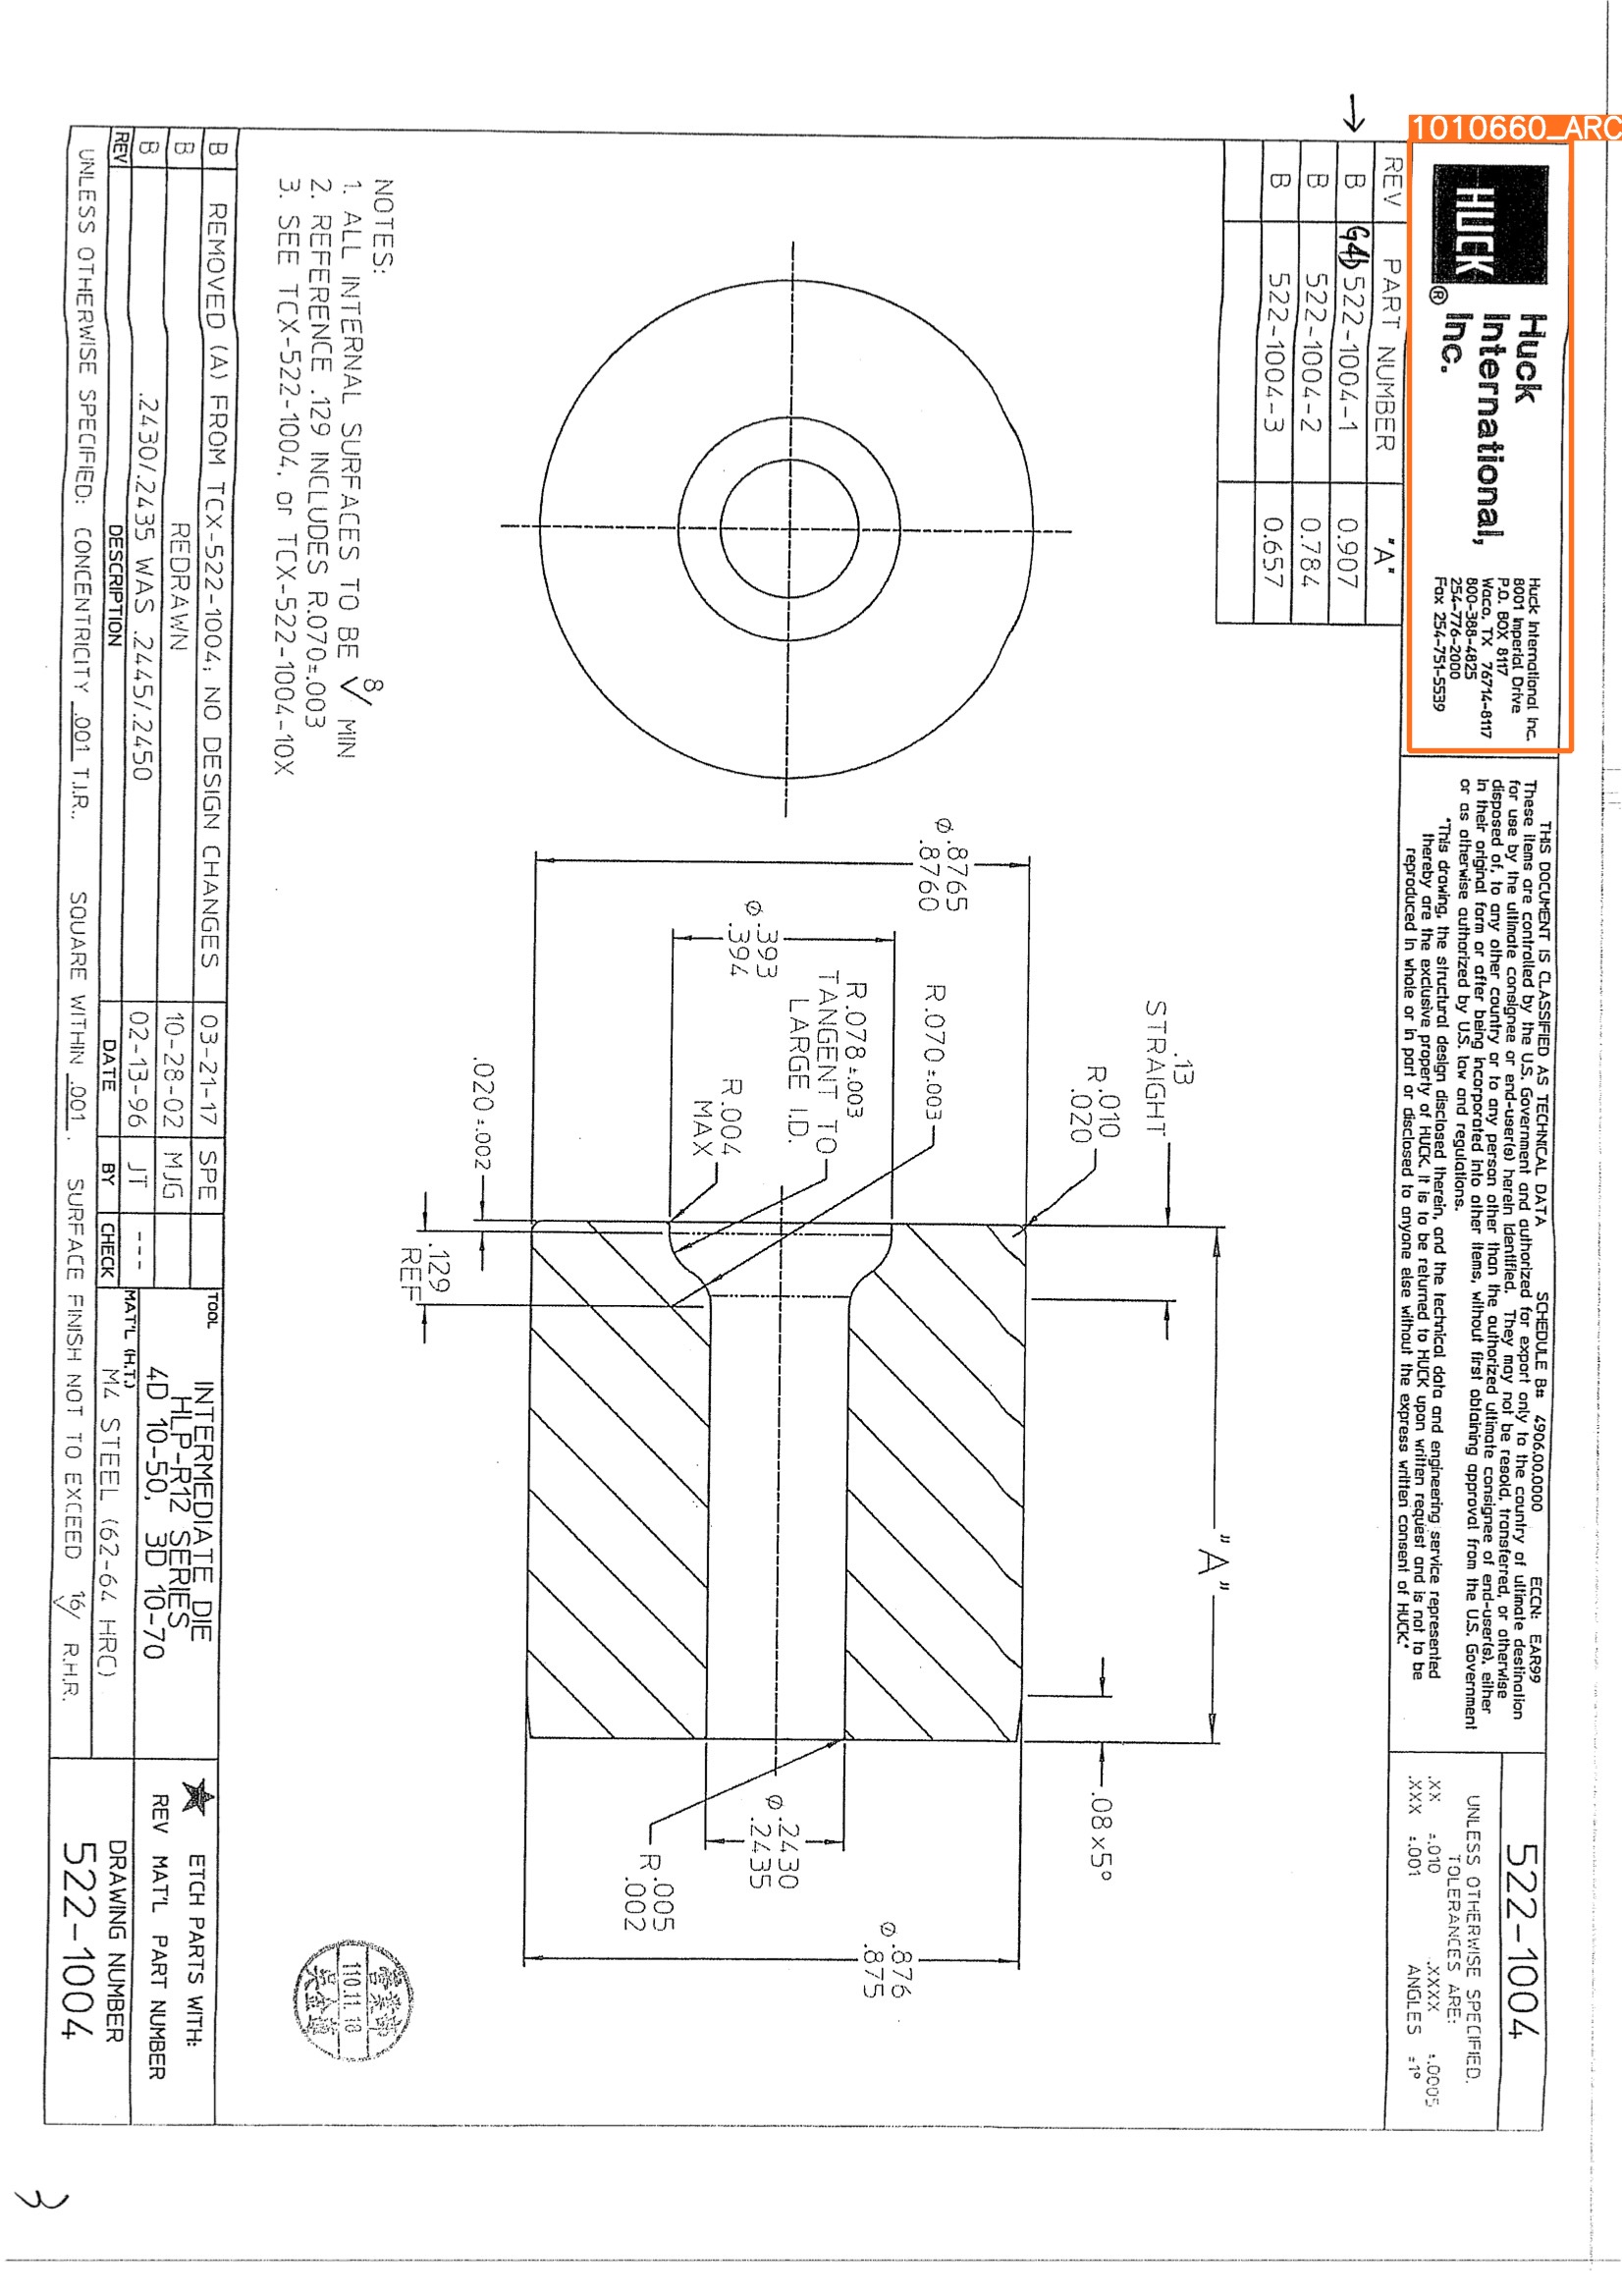 1010660_ARC
HUCK
®
Huck
International,
Inc.
Huck International Inc.
8001 Imperial Drive
P.O. BOX 8117
Waco, TX 76714-8117
800-388-4825
254-776-2000
Fax 254-751-5539
THIS DOCUMENT IS CLASSIFIED AS TECHNICAL DATA SCHEDULE B#: 4906.00.0000 ECCN: EAR99
These items are controlled by the U.S. Government and authorized for export only to the country of ultimate destination
for use by the ultimate consignee or end-user(s) herein identified. They may not be resold, transferred, or otherwise
disposed of, to any other country or to any person other than the authorized ultimate consignee of end-user(s), either
in their original form or after being incorporated into other items, without first obtaining approval from the U.S. Government
or as otherwise authorized by U.S. law and regulations.
"This drawing, the structural design disclosed therein, and the technical data and engineering service represented
thereby are the exclusive property of HUCK. It is to be returned to HUCK upon written request and is not to be
reproduced in whole or in part or disclosed to anyone else without the express written consent of HUCK."
522-1004
UNLESS OTHERWISE SPECIFIED,
TOLERANCES ARE:
.XX ±.010 .XXXX ±.0005
.XXX ±.001 ANGLES ±1°
REV PART NUMBER "A"
B 522-1004-1 0.907
B 522-1004-2 0.784
B 522-1004-3 0.657
.13
STRAIGHT
R.010
.020
R.070±.003
R.078±.003
TANGENT TO
LARGE I.D.
R.004
MAX
.020±.002
.129
REF
Ø.8765
.8760
Ø.393
.394
"A"
.08×5°
Ø.2430
.2435
R.005
.002
Ø.876
.875
NOTES:
1. ALL INTERNAL SURFACES TO BE 8 MIN
2. REFERENCE .129 INCLUDES R.070±.003
3. SEE TCX-522-1004, or TCX-522-1004-10X
110.11.18
B REMOVED (A) FROM TCX-522-1004; NO DESIGN CHANGES 03-21-17 SPE
B REDRAWN 10-28-02 MJG
B .2430/.2435 WAS .2445/.2450 02-13-96 JT ---
REV DESCRIPTION DATE BY CHECK
TOOL
INTERMEDIATE DIE
HLP-R12 SERIES
4D 10-50, 3D 10-70
MAT'L (H.T.)
M4 STEEL (62-64 HRC)
ETCH PARTS WITH:
REV MAT'L PART NUMBER
DRAWING NUMBER
522-1004
UNLESS OTHERWISE SPECIFIED: CONCENTRICITY .001 T.I.R.. SQUARE WITHIN .001 . SURFACE FINISH NOT TO EXCEED 16 R.H.R.
3